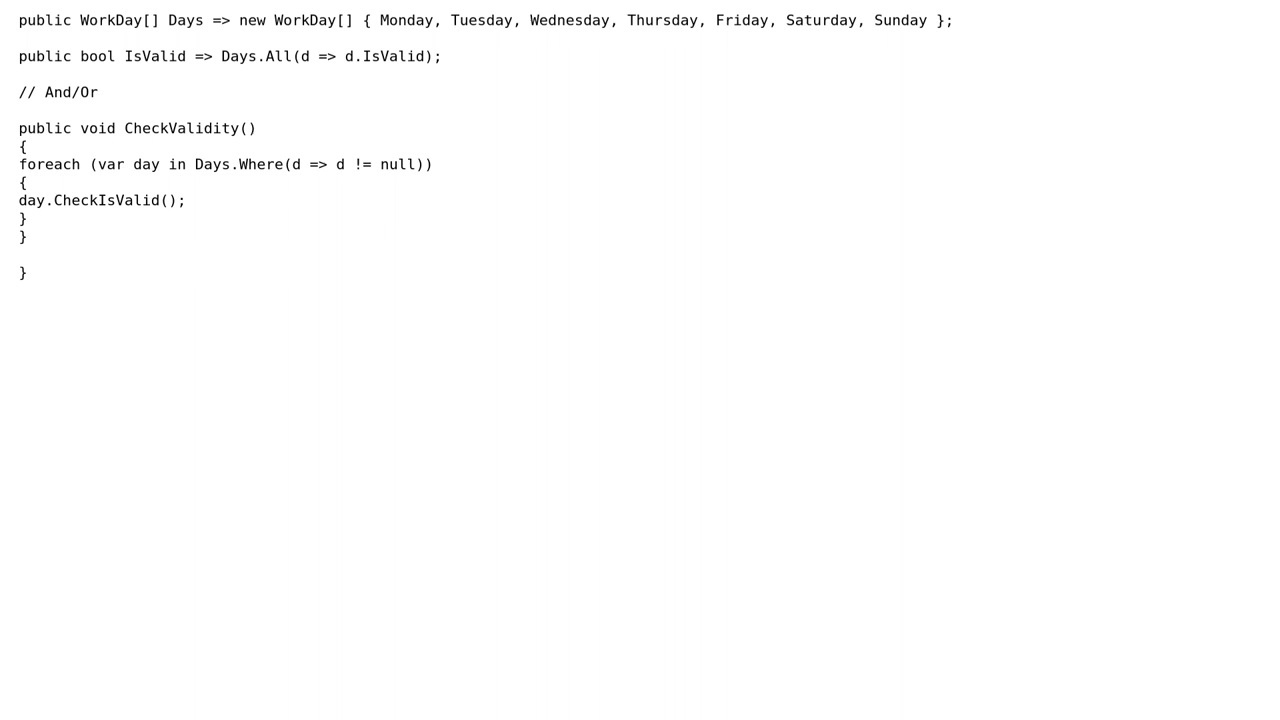 public WorkDay[] Days => new WorkDay[] { Monday, Tuesday, Wednesday, Thursday, Friday, Saturday, Sunday };
public bool IsValid => Days.All(d => d.IsValid);
// And/Or
public void CheckValidity()
{
foreach (var day in Days.Where(d => d != null))
{
day.CheckIsValid();
}
}
}